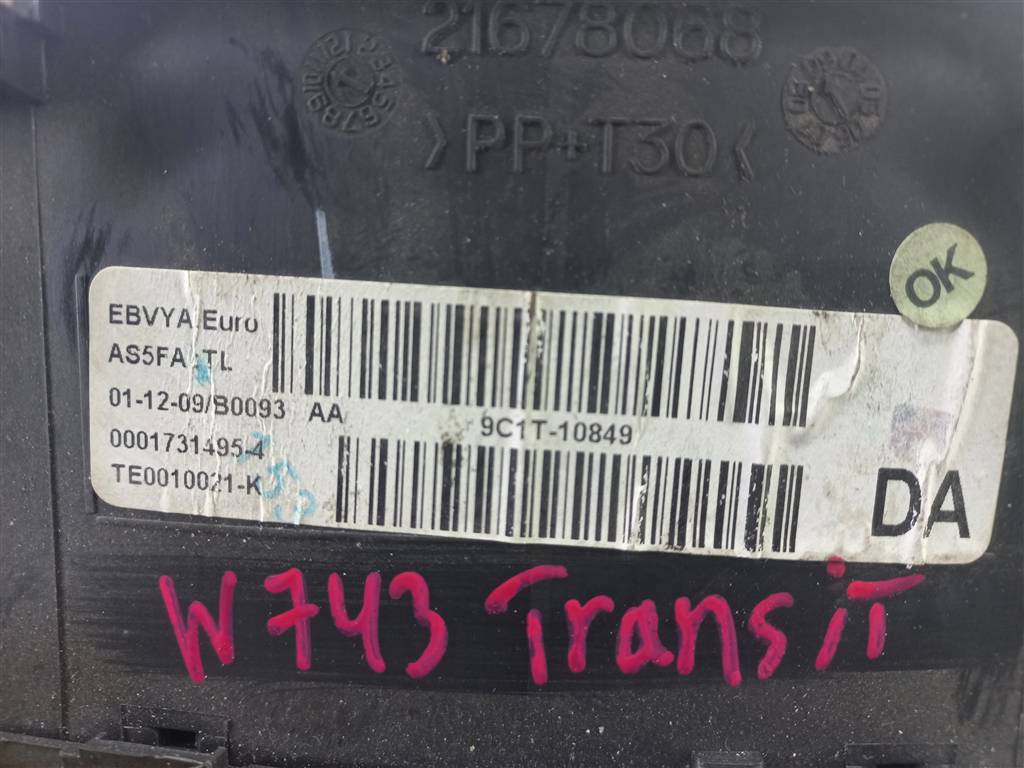 21678068
>PP+T30<
OK
EBVYA Euro
AS5FA TL
01-12-09/B0093 AA
9C1T-10849
0001731495-4
TE0010021-K
DA
W743 Transit